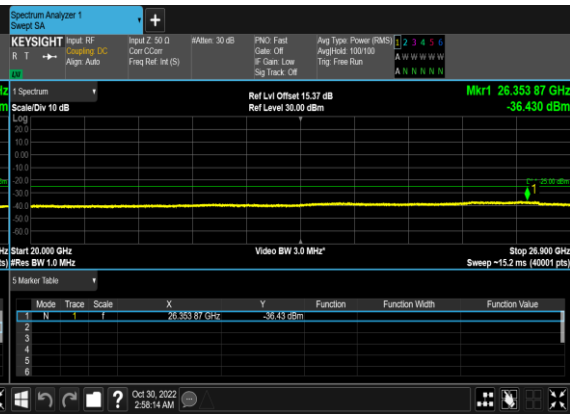 Spectrum Analyzer 1
Swept SA
KEYSIGHT Input: RF Input Z: 50 Ω #Atten: 30 dB PNO: Fast Avg Type: Power (RMS) 1 2 3 4 5 6
R T Coupling: DC Corr CCorr Gate: Off Avg|Hold: 100/100 A W W W W W
Align: Auto Freq Ref: Int (S) IF Gain: Low Trig: Free Run
Sig Track: Off A N N N N N
LXI
1 Spectrum Ref Lvl Offset 15.37 dB Mkr1 26.353 87 GHz
Scale/Div 10 dB Ref Level 30.00 dBm -36.430 dBm
Log
20.0
10.0
0.00
-10.0
-20.0
-25.00 dBm
1
-30.0
-40.0
-50.0
-60.0
Start 20.000 GHz Video BW 3.0 MHz* Stop 26.900 GHz
#Res BW 1.0 MHz Sweep ~15.2 ms (40001 pts)
5 Marker Table
Mode Trace Scale X Y Function Function Width Function Value
1 N 1 f 26.353 87 GHz -36.43 dBm
2
3
4
5
6
? Oct 30, 2022
2:58:14 AM